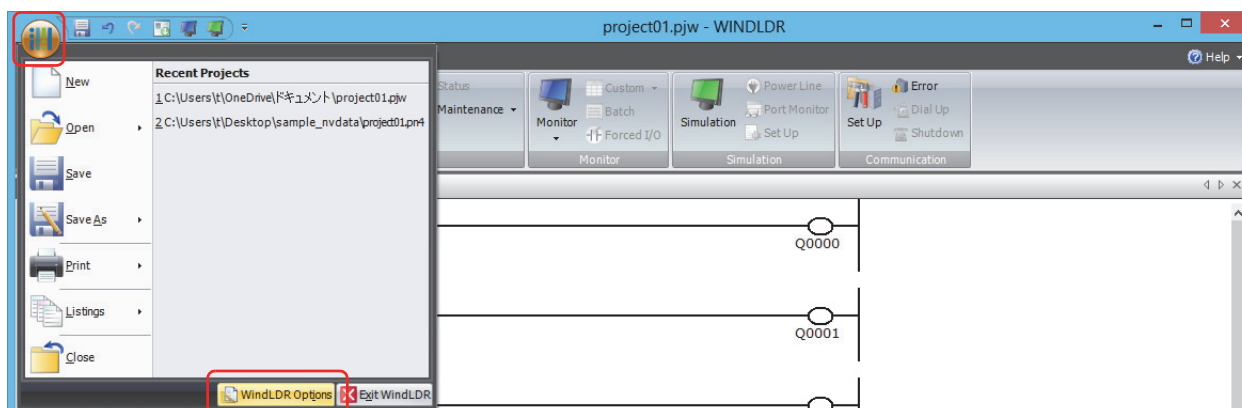 project01.pjw - WINDLDR
Help
New
Open
Save
Save As
Print
Listings
Close
Recent Projects
1 C:\Users\t\OneDrive\ドキュメント\project01.pjw
2 C:\Users\t\Desktop\sample_nvdata\project01.pn4
WindLDR Options
Exit WindLDR
Status
Maintenance
Monitor
Custom
Batch
Forced I/O
Monitor
Simulation
Power Line
Port Monitor
Set Up
Simulation
Set Up
Error
Dial Up
Shutdown
Communication
Q0000
Q0001